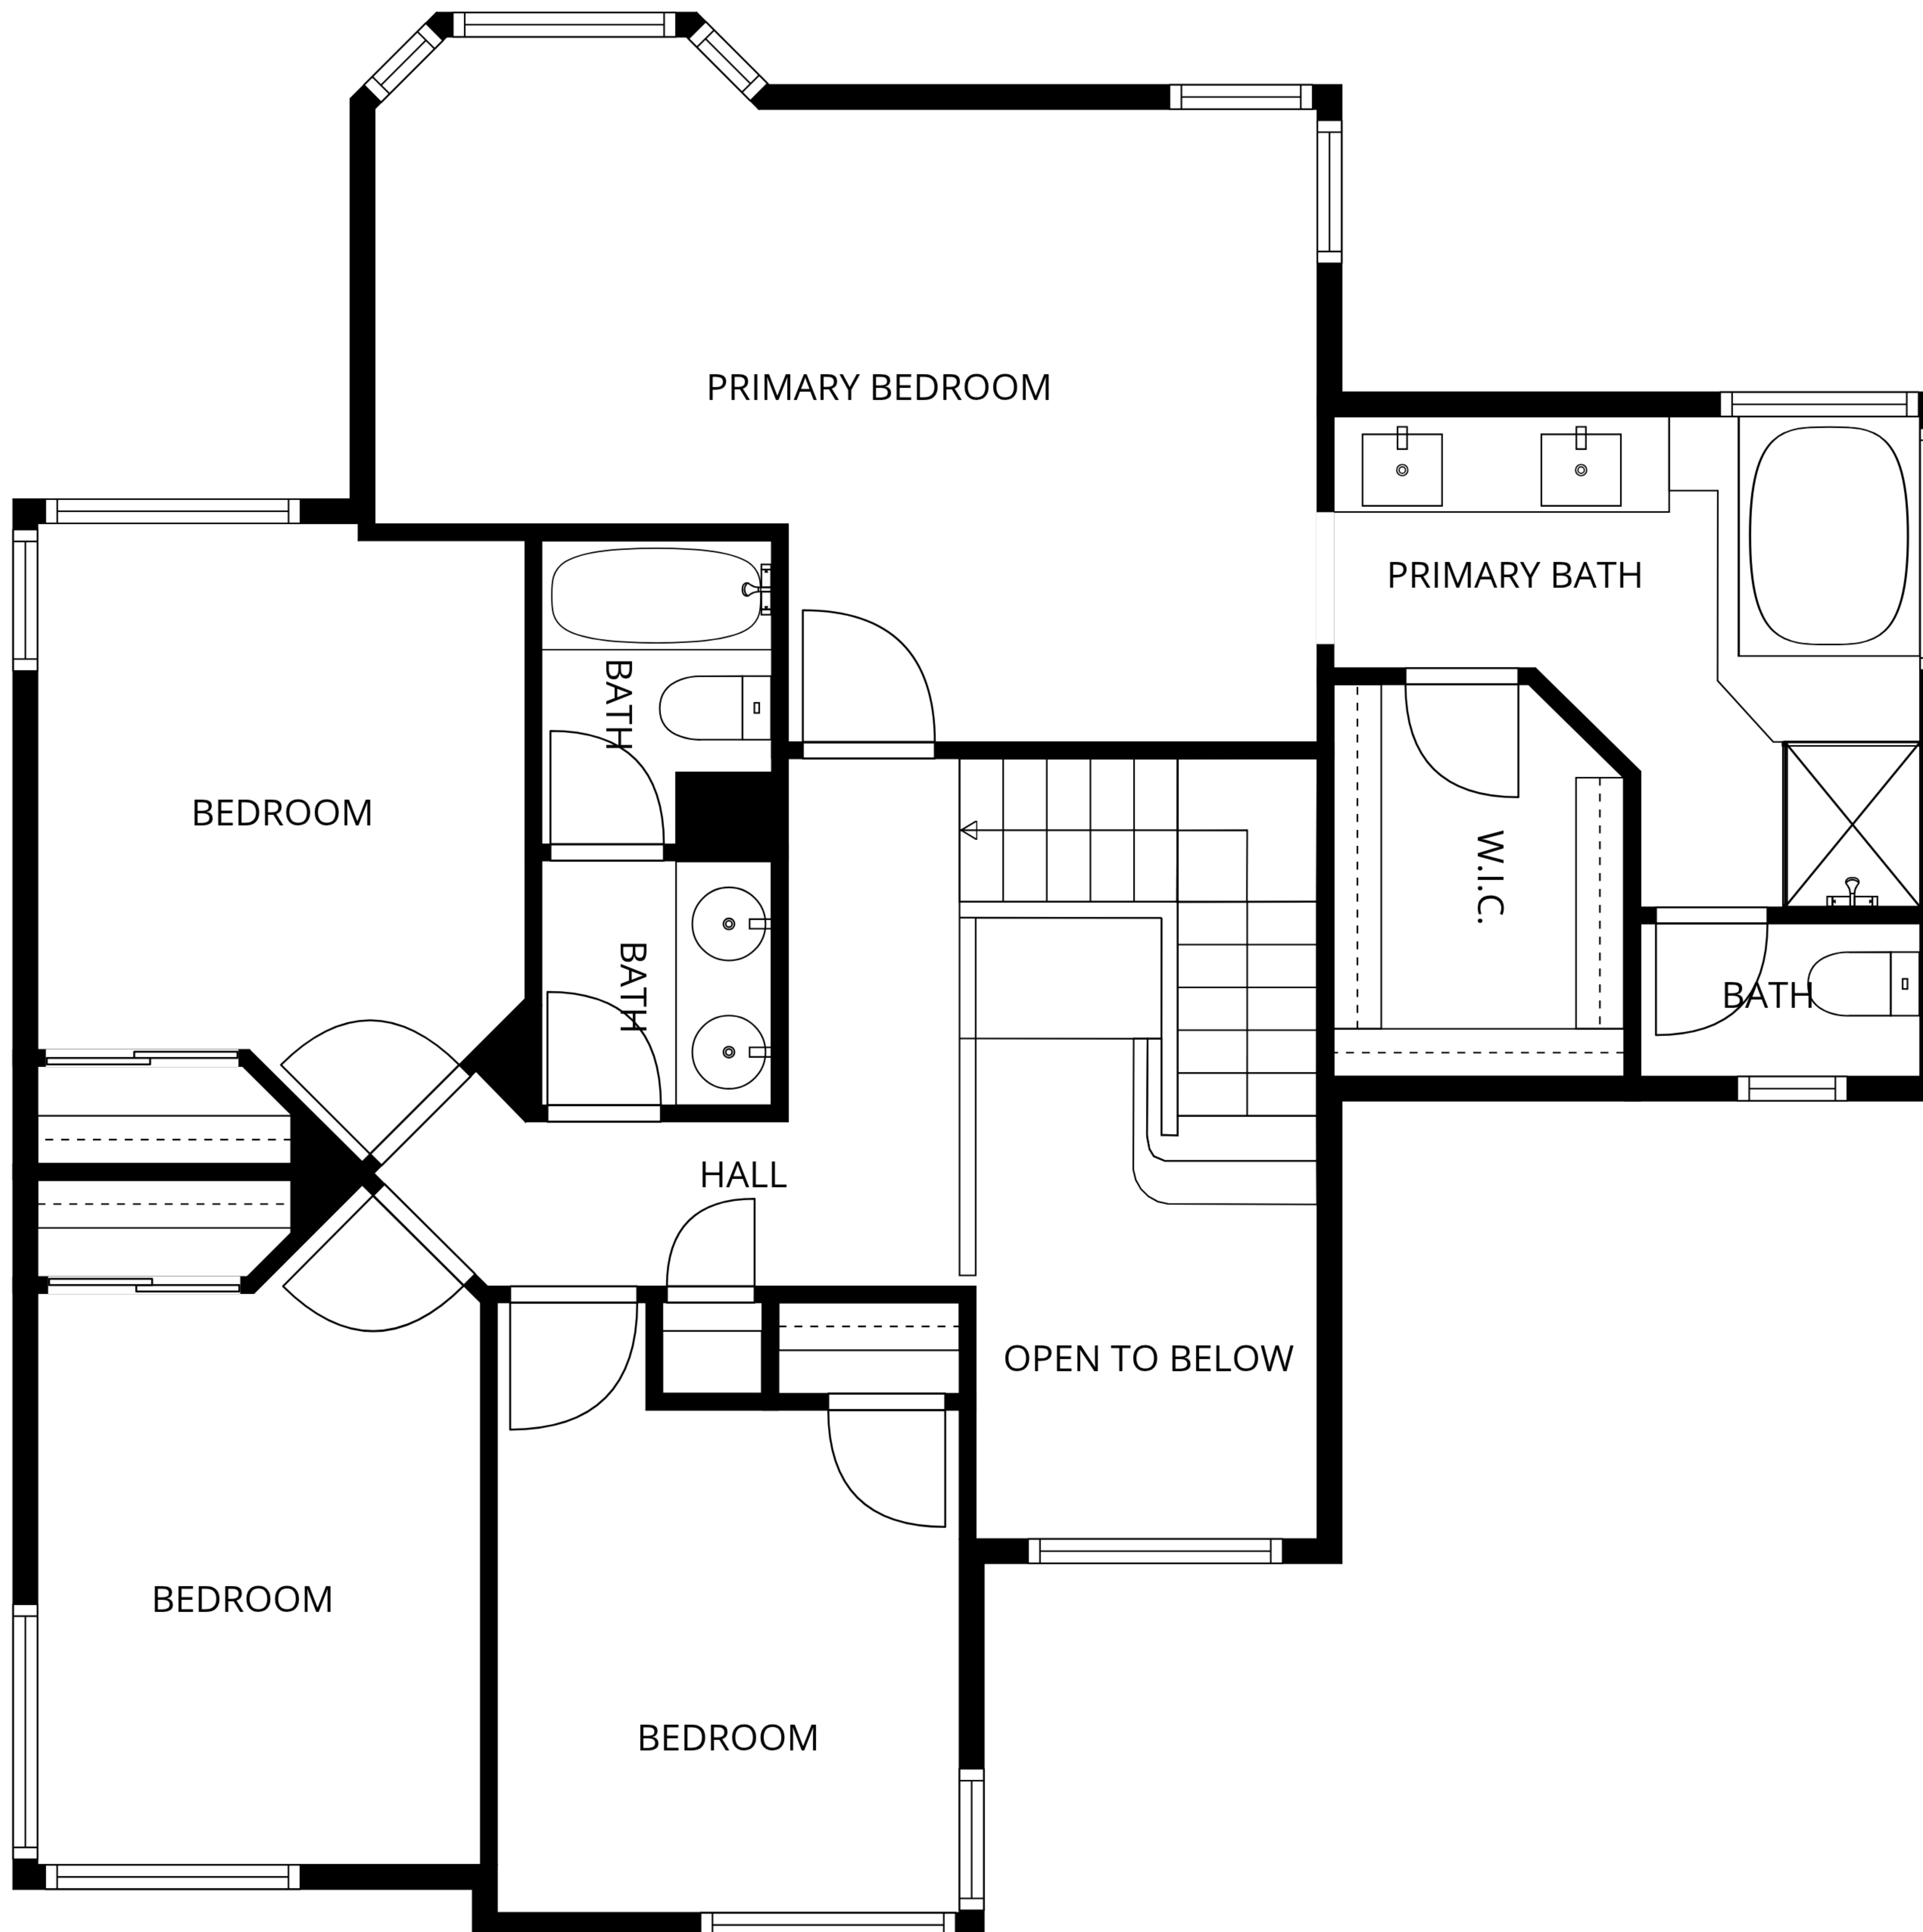 PRIMARY BEDROOM
PRIMARY BATH
BATH
BEDROOM
W.I.C.
BATH
BATH
HALL
OPEN TO BELOW
BEDROOM
BEDROOM